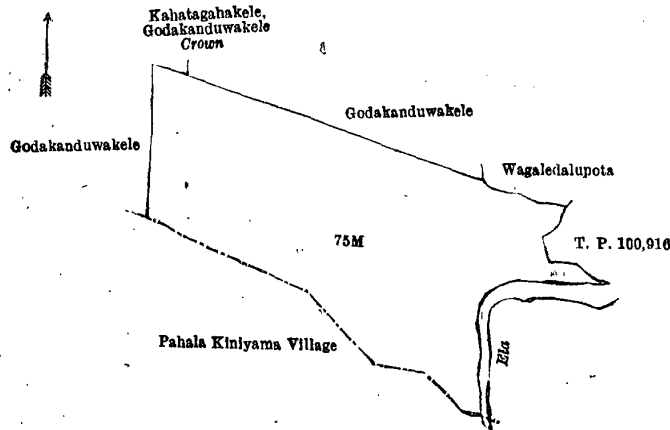 Kahatagahakele,
Godakanduwakele
Crown
Godakanduwakele
Godakanduwakele
Wagaledalupota
75M
T. P. 100,916
Pahala Kiniyama Village
Ela